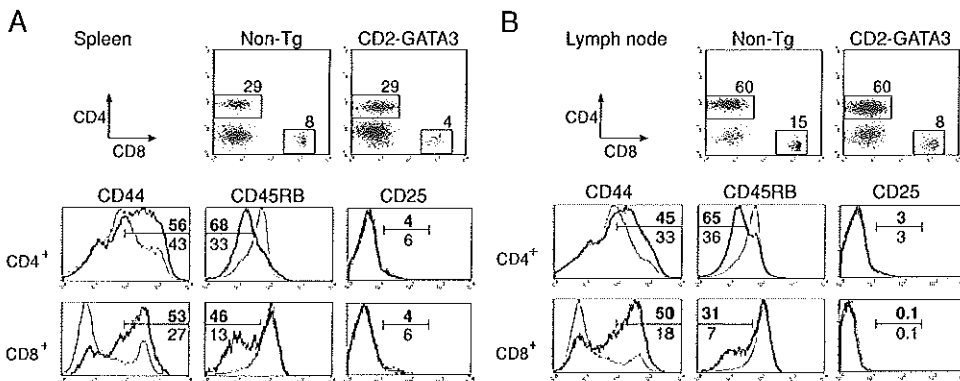 A
Spleen
Non-Tg
CD2-GATA3
CD4
CD8
29
8
29
4
CD44
CD45RB
CD25
CD4+
56
43
68
33
4
6
CD8+
53
27
46
13
4
6
B
Lymph node
Non-Tg
CD2-GATA3
CD4
CD8
60
15
60
8
CD44
CD45RB
CD25
CD4+
45
33
65
36
3
3
CD8+
50
18
31
7
0.1
0.1